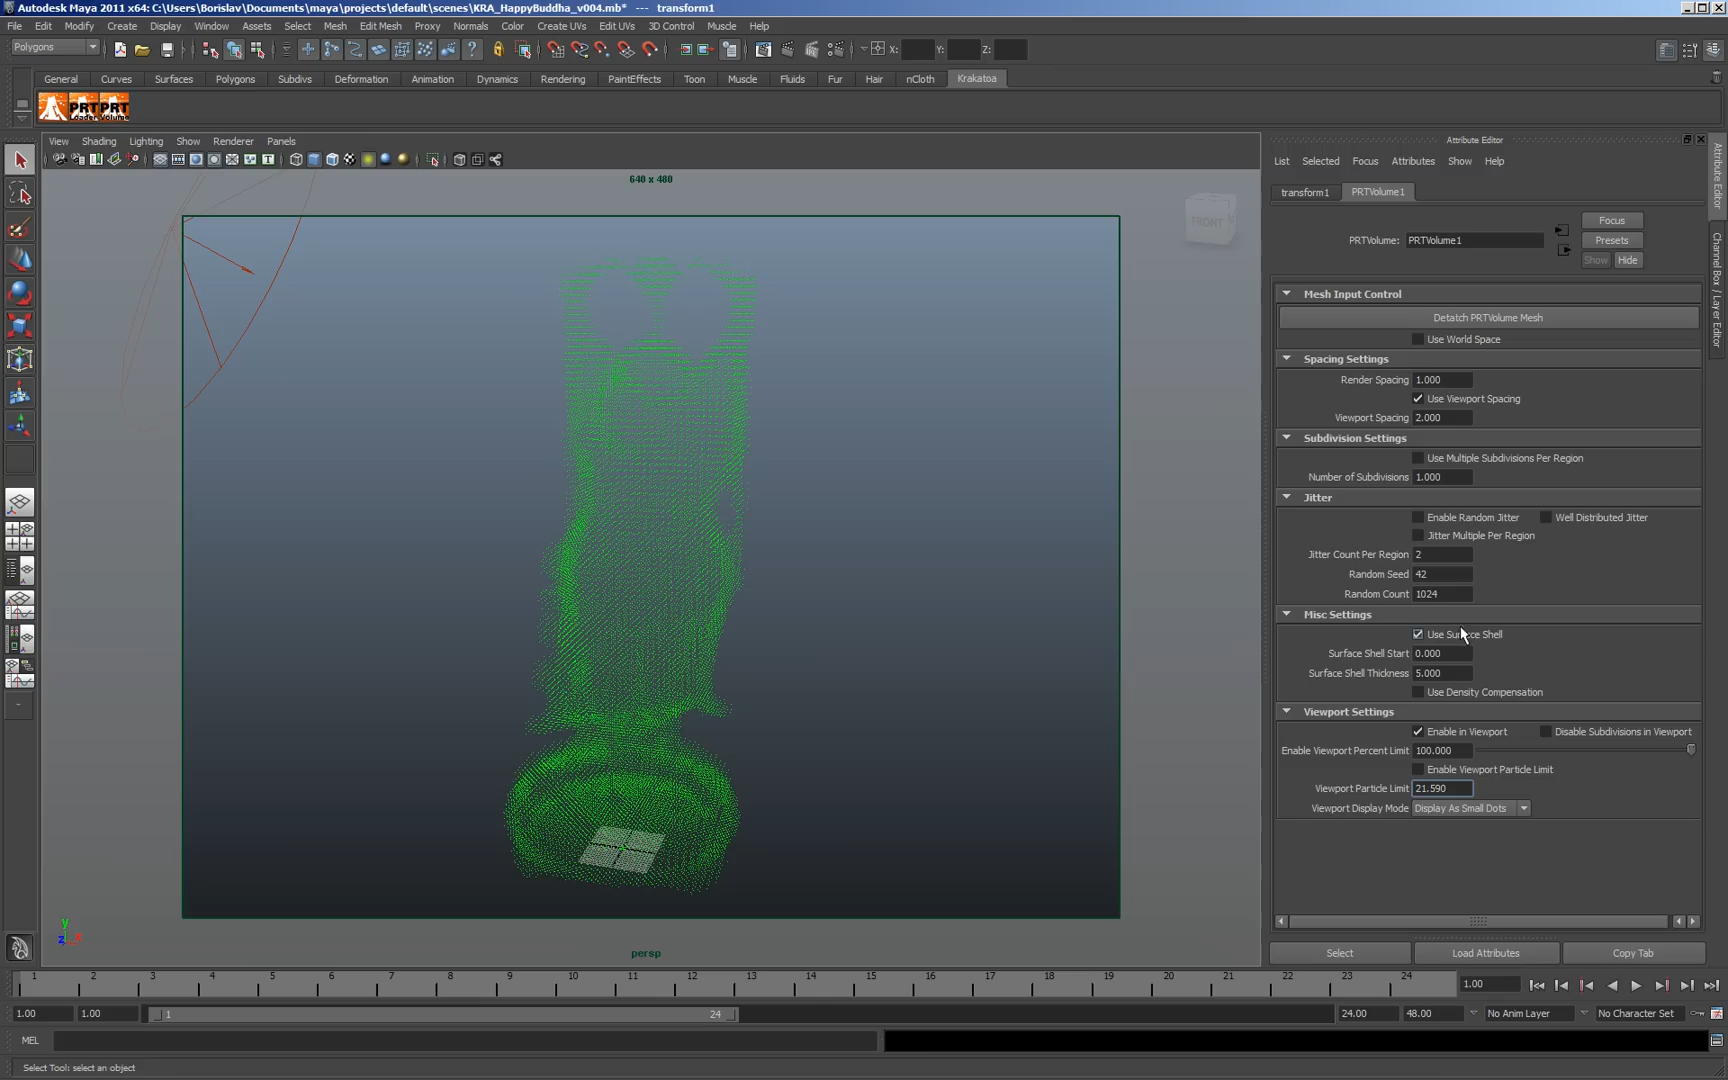 Autodesk Maya 2011 x64: C:\Users\Borislav\Documents\maya\projects\default\scenes\KRA_HappyBuddha_v004.mb* --- transform1
File Edit Modify Create Display Window Assets Select Mesh Edit Mesh Proxy Normals Color Create UVs Edit UVs 3D Control Muscle Help
Polygons X: Y: Z:
General Curves Surfaces Polygons Subdivs Deformation Animation Dynamics Rendering PaintEffects Toon Muscle Fluids Fur Hair nCloth Krakatoa
PRT Loader PRT Volume
View Shading Lighting Show Renderer Panels
640 x 480
FRONT
persp
y
z
Attribute Editor
List Selected Focus Attributes Show Help
transform1 PRTVolume1
Focus
PRTVolume: PRTVolume1 Presets
Show Hide
Mesh Input Control
Detatch PRTVolume Mesh
Use World Space
Spacing Settings
Render Spacing 1.000
Use Viewport Spacing
Viewport Spacing 2.000
Subdivision Settings
Use Multiple Subdivisions Per Region
Number of Subdivisions 1.000
Jitter
Enable Random Jitter Well Distributed Jitter
Jitter Multiple Per Region
Jitter Count Per Region 2
Random Seed 42
Random Count 1024
Misc Settings
Use Surface Shell
Surface Shell Start 0.000
Surface Shell Thickness 5.000
Use Density Compensation
Viewport Settings
Enable in Viewport Disable Subdivisions in Viewport
Enable Viewport Percent Limit 100.000
Enable Viewport Particle Limit
Viewport Particle Limit 21.590
Viewport Display Mode Display As Small Dots
Select Load Attributes Copy Tab
Attribute Editor
Channel Box / Layer Editor
1 2 3 4 5 6 7 8 9 10 11 12 13 14 15 16 17 18 19 20 21 22 23 24 1.00
1.00 1.00 1 24 24.00 48.00 No Anim Layer No Character Set
MEL
Select Tool: select an object